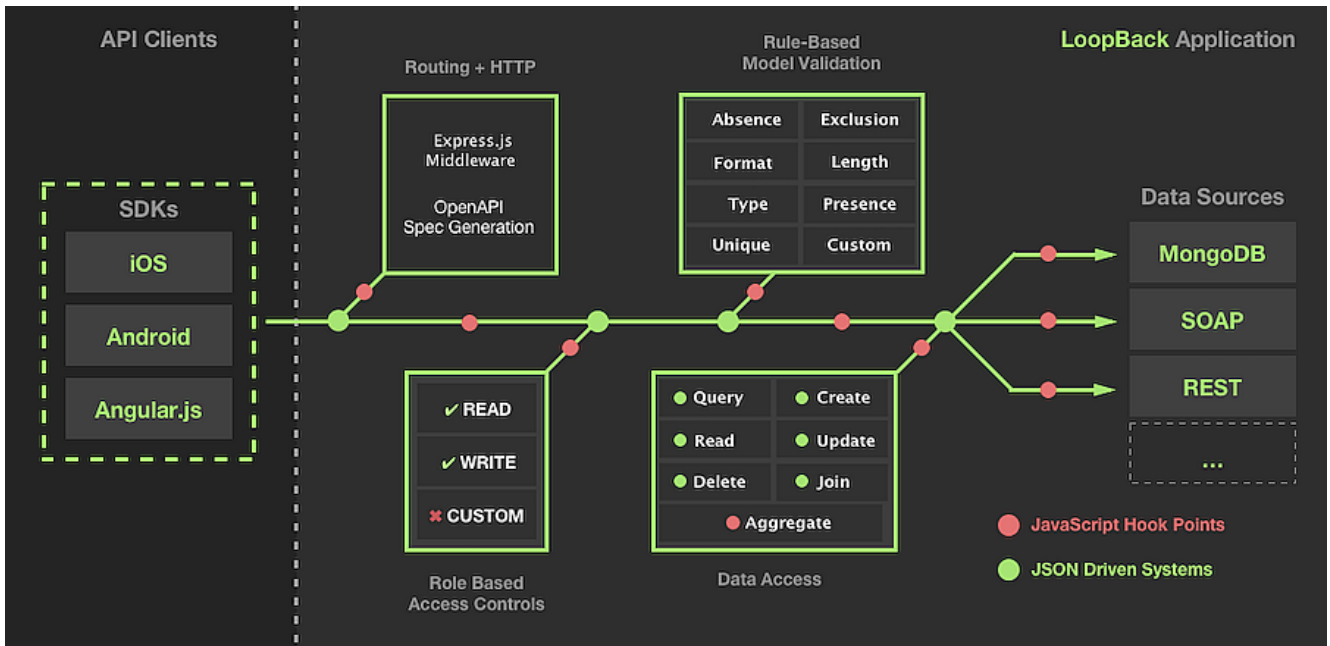 API Clients
LoopBack Application
Routing + HTTP
Rule-Based
Model Validation
Express.js
Middleware
OpenAPI
Spec Generation
Absence
Exclusion
Format
Length
Type
Presence
Unique
Custom
SDKs
iOS
Android
Angular.js
Data Sources
MongoDB
SOAP
REST
...
✔ READ
✔ WRITE
✖ CUSTOM
Role Based
Access Controls
Query
Create
Read
Update
Delete
Join
Aggregate
Data Access
JavaScript Hook Points
JSON Driven Systems